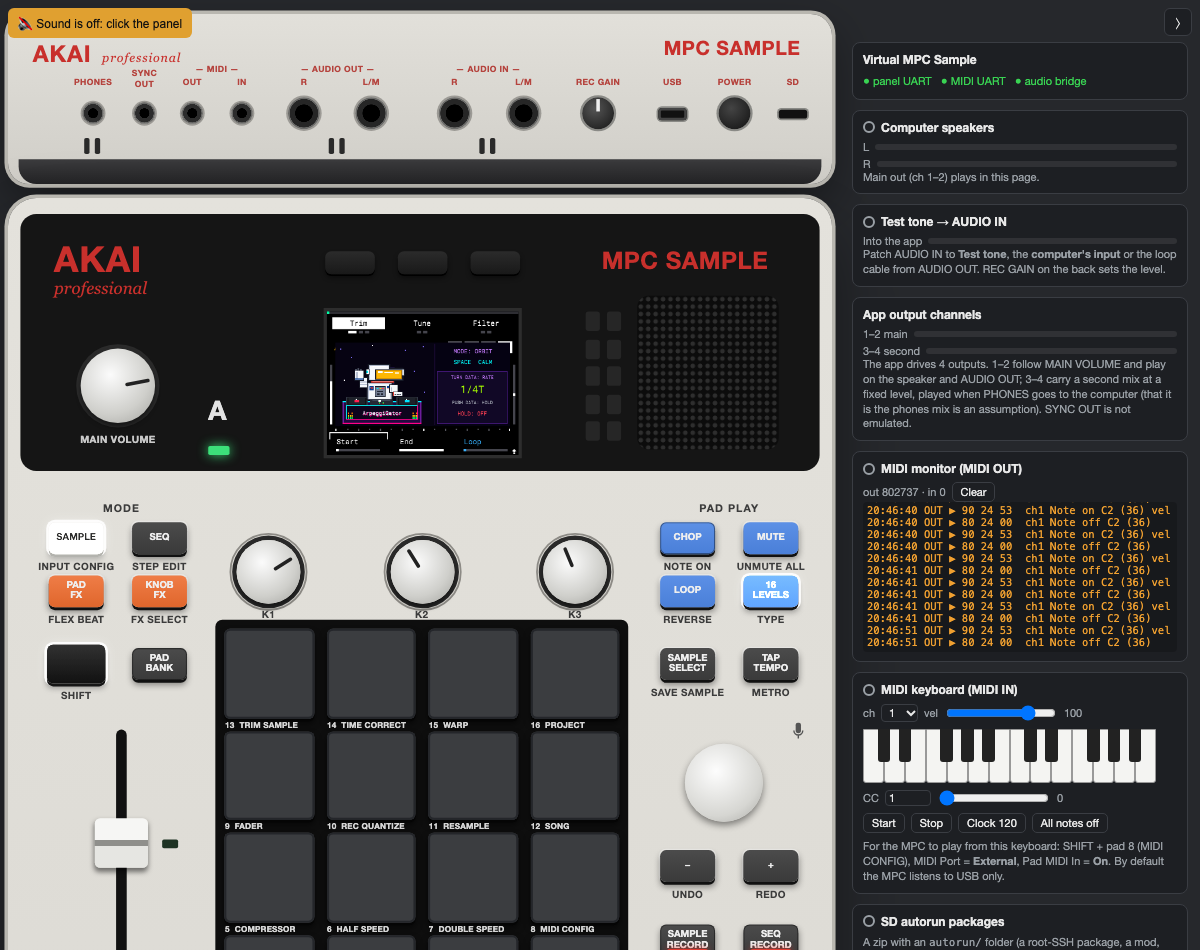 Sound is off: click the panel
AKAI professional
MPC SAMPLE
PHONES
SYNC OUT
— MIDI —
OUT
IN
— AUDIO OUT —
R
L/M
— AUDIO IN —
R
L/M
REC GAIN
USB
POWER
SD
AKAI
professional
MPC SAMPLE
MAIN VOLUME
A
Trim
Tune
Filter
MODE: ORBIT
SPACE CALM
TURN DATA: RATE
1/4T
PUSH DATA: HOLD
HOLD: OFF
ArpeggiGator
Start
End
Loop
MODE
SAMPLE
SEQ
INPUT CONFIG
STEP EDIT
PAD FX
KNOB FX
FLEX BEAT
FX SELECT
PAD BANK
SHIFT
K1
K2
K3
PAD PLAY
CHOP
MUTE
NOTE ON
UNMUTE ALL
LOOP
16 LEVELS
REVERSE
TYPE
SAMPLE SELECT
TAP TEMPO
SAVE SAMPLE
METRO
13 TRIM SAMPLE
14 TIME CORRECT
15 WARP
16 PROJECT
9 FADER
10 REC QUANTIZE
11 RESAMPLE
12 SONG
5 COMPRESSOR
6 HALF SPEED
7 DOUBLE SPEED
8 MIDI CONFIG
−
+
UNDO
REDO
SAMPLE RECORD
SEQ RECORD
Virtual MPC Sample
● panel UART ● MIDI UART ● audio bridge
Computer speakers
L
R
Main out (ch 1–2) plays in this page.
Test tone → AUDIO IN
Into the app
Patch AUDIO IN to Test tone, the computer's input or the loop
cable from AUDIO OUT. REC GAIN on the back sets the level.
App output channels
1–2 main
3–4 second
The app drives 4 outputs. 1–2 follow MAIN VOLUME and play
on the speaker and AUDIO OUT; 3–4 carry a second mix at a
fixed level, played when PHONES goes to the computer (that it
is the phones mix is an assumption). SYNC OUT is not
emulated.
MIDI monitor (MIDI OUT)
out 802737 · in 0 Clear
20:46:40 OUT ▶ 90 24 53 ch1 Note on C2 (36) vel
20:46:40 OUT ▶ 80 24 00 ch1 Note off C2 (36)
20:46:40 OUT ▶ 90 24 53 ch1 Note on C2 (36) vel
20:46:40 OUT ▶ 80 24 00 ch1 Note off C2 (36)
20:46:40 OUT ▶ 90 24 53 ch1 Note on C2 (36) vel
20:46:41 OUT ▶ 80 24 00 ch1 Note off C2 (36)
20:46:41 OUT ▶ 90 24 53 ch1 Note on C2 (36) vel
20:46:41 OUT ▶ 80 24 00 ch1 Note off C2 (36)
20:46:41 OUT ▶ 90 24 53 ch1 Note on C2 (36) vel
20:46:41 OUT ▶ 80 24 00 ch1 Note off C2 (36)
20:46:51 OUT ▶ 90 24 53 ch1 Note on C2 (36) vel
20:46:51 OUT ▶ 80 24 00 ch1 Note off C2 (36)
MIDI keyboard (MIDI IN)
ch 1 vel 100
CC 1 0
Start Stop Clock 120 All notes off
For the MPC to play from this keyboard: SHIFT + pad 8 (MIDI
CONFIG), MIDI Port = External, Pad MIDI In = On. By default
the MPC listens to USB only.
SD autorun packages
A zip with an autorun/ folder (a root-SSH package, a mod,